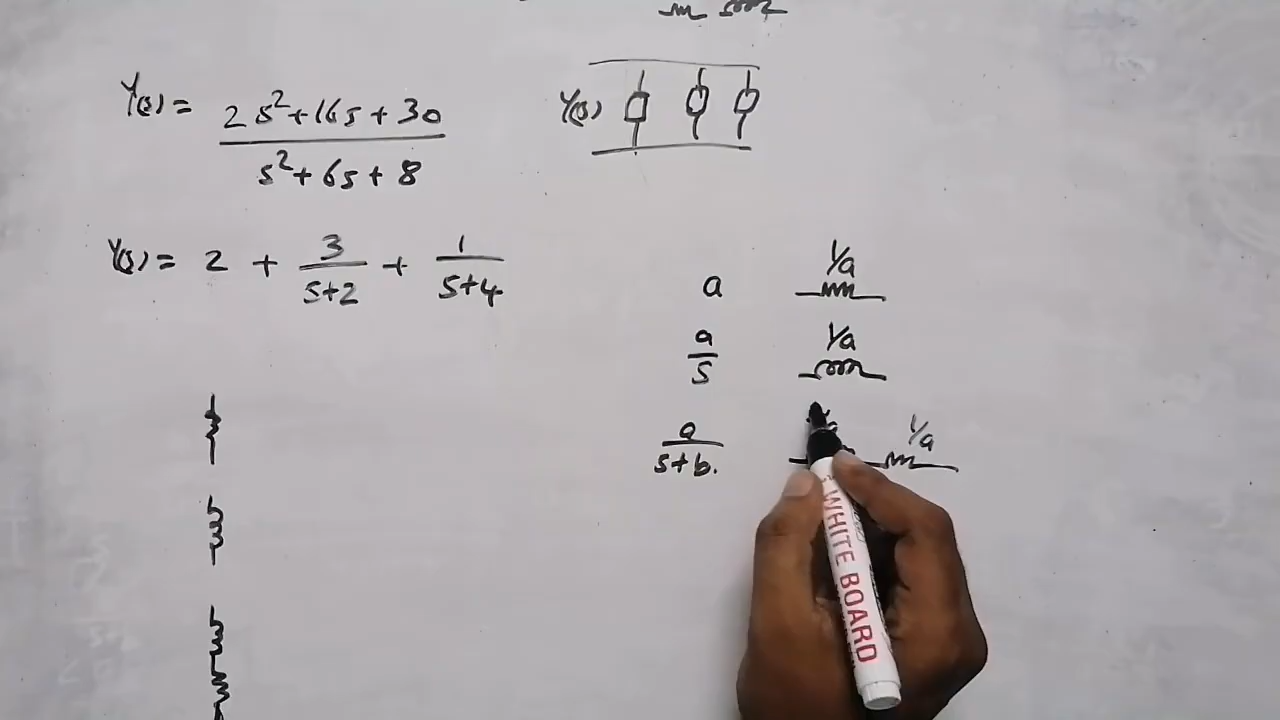 Y(s) = 2s²+16s+30 / s²+6s+8
Y(s)
Y(s) = 2 + 3/s+2 + 1/s+4
a 1/a
a/s 1/a
a/s+b. 1/a
WHITE BOARD